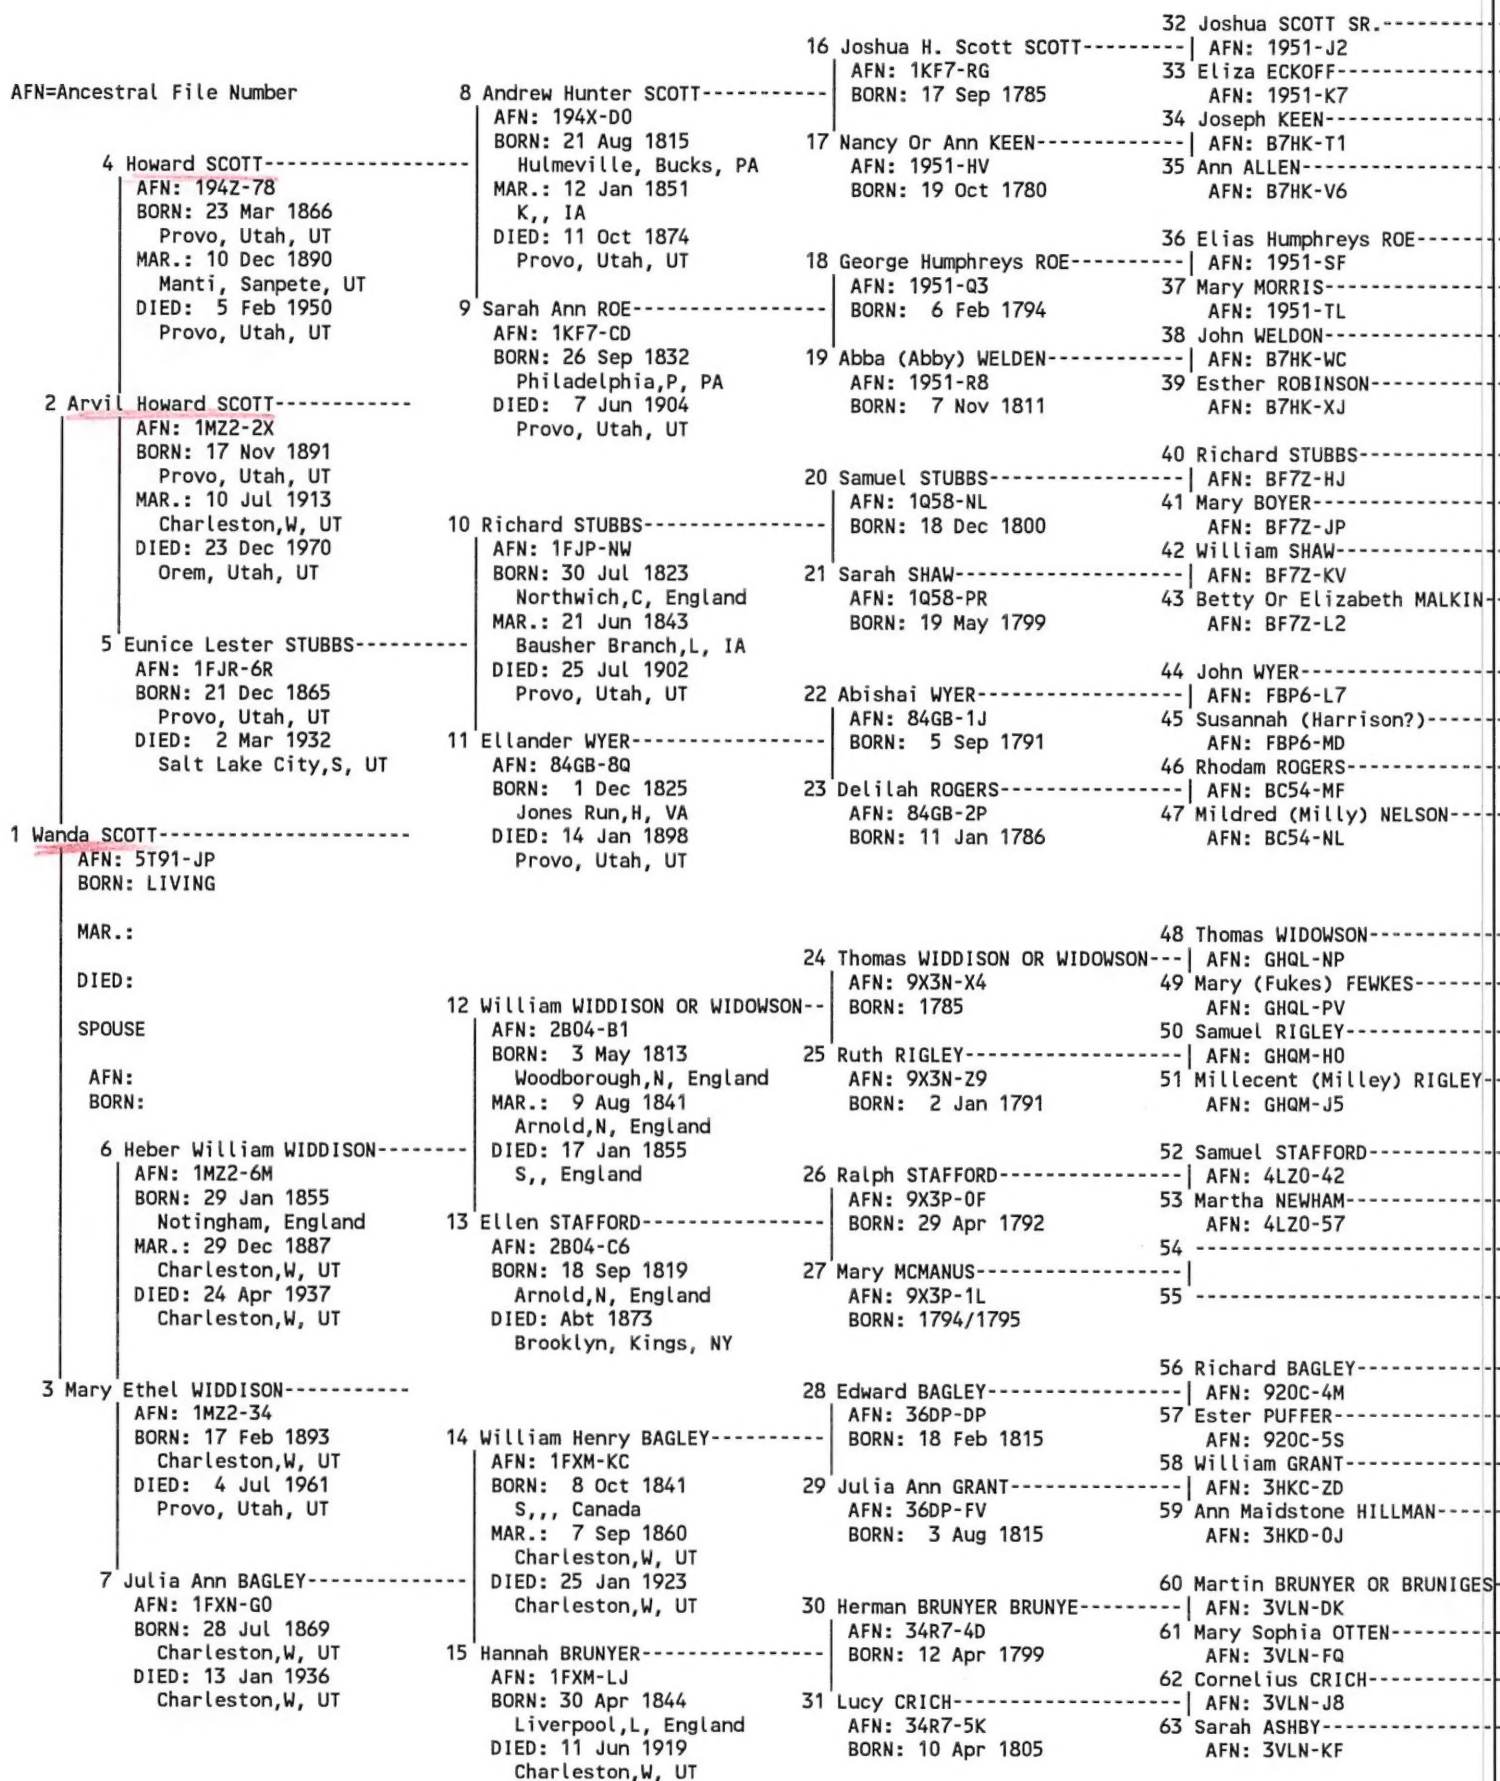 AFN=Ancestral File Number
1 Wanda SCOTT
AFN: 5T91-JP
BORN: LIVING
MAR.:
DIED:
SPOUSE
AFN:
BORN:
2 Arvil Howard SCOTT
AFN: 1MZ2-2X
BORN: 17 Nov 1891
Provo, Utah, UT
MAR.: 10 Jul 1913
Charleston,W, UT
DIED: 23 Dec 1970
Orem, Utah, UT
3 Mary Ethel WIDDISON
AFN: 1MZ2-34
BORN: 17 Feb 1893
Charleston,W, UT
DIED: 4 Jul 1961
Provo, Utah, UT
4 Howard SCOTT
AFN: 194Z-78
BORN: 23 Mar 1866
Provo, Utah, UT
MAR.: 10 Dec 1890
Manti, Sanpete, UT
DIED: 5 Feb 1950
Provo, Utah, UT
5 Eunice Lester STUBBS
AFN: 1FJR-6R
BORN: 21 Dec 1865
Provo, Utah, UT
DIED: 2 Mar 1932
Salt Lake City,S, UT
6 Heber William WIDDISON
AFN: 1MZ2-6M
BORN: 29 Jan 1855
Notingham, England
MAR.: 29 Dec 1887
Charleston,W, UT
DIED: 24 Apr 1937
Charleston,W, UT
7 Julia Ann BAGLEY
AFN: 1FXN-G0
BORN: 28 Jul 1869
Charleston,W, UT
DIED: 13 Jan 1936
Charleston,W, UT
8 Andrew Hunter SCOTT
AFN: 194X-D0
BORN: 21 Aug 1815
Hulmeville, Bucks, PA
MAR.: 12 Jan 1851
K,, IA
DIED: 11 Oct 1874
Provo, Utah, UT
9 Sarah Ann ROE
AFN: 1KF7-CD
BORN: 26 Sep 1832
Philadelphia,P, PA
DIED: 7 Jun 1904
Provo, Utah, UT
10 Richard STUBBS
AFN: 1FJP-NW
BORN: 30 Jul 1823
Northwich,C, England
MAR.: 21 Jun 1843
Bausher Branch,L, IA
DIED: 25 Jul 1902
Provo, Utah, UT
11 Ellander WYER
AFN: 84GB-8Q
BORN: 1 Dec 1825
Jones Run,H, VA
DIED: 14 Jan 1898
Provo, Utah, UT
12 William WIDDISON OR WIDOWSON
AFN: 2B04-B1
BORN: 3 May 1813
Woodborough,N, England
MAR.: 9 Aug 1841
Arnold,N, England
DIED: 17 Jan 1855
S,, England
13 Ellen STAFFORD
AFN: 2B04-C6
BORN: 18 Sep 1819
Arnold,N, England
DIED: Abt 1873
Brooklyn, Kings, NY
14 William Henry BAGLEY
AFN: 1FXM-KC
BORN: 8 Oct 1841
S,,, Canada
MAR.: 7 Sep 1860
Charleston,W, UT
DIED: 25 Jan 1923
Charleston,W, UT
15 Hannah BRUNYER
AFN: 1FXM-LJ
BORN: 30 Apr 1844
Liverpool,L, England
DIED: 11 Jun 1919
Charleston,W, UT
16 Joshua H. Scott SCOTT
AFN: 1KF7-RG
BORN: 17 Sep 1785
17 Nancy Or Ann KEEN
AFN: 1951-HV
BORN: 19 Oct 1780
18 George Humphreys ROE
AFN: 1951-Q3
BORN: 6 Feb 1794
19 Abba (Abby) WELDEN
AFN: 1951-R8
BORN: 7 Nov 1811
20 Samuel STUBBS
AFN: 1Q58-NL
BORN: 18 Dec 1800
21 Sarah SHAW
AFN: 1Q58-PR
BORN: 19 May 1799
22 Abishai WYER
AFN: 84GB-1J
BORN: 5 Sep 1791
23 Delilah ROGERS
AFN: 84GB-2P
BORN: 11 Jan 1786
24 Thomas WIDDISON OR WIDOWSON
AFN: 9X3N-X4
BORN: 1785
25 Ruth RIGLEY
AFN: 9X3N-Z9
BORN: 2 Jan 1791
26 Ralph STAFFORD
AFN: 9X3P-0F
BORN: 29 Apr 1792
27 Mary MCMANUS
AFN: 9X3P-1L
BORN: 1794/1795
28 Edward BAGLEY
AFN: 36DP-DP
BORN: 18 Feb 1815
29 Julia Ann GRANT
AFN: 36DP-FV
BORN: 3 Aug 1815
30 Herman BRUNYER BRUNYE
AFN: 34R7-4D
BORN: 12 Apr 1799
31 Lucy CRICH
AFN: 34R7-5K
BORN: 10 Apr 1805
32 Joshua SCOTT SR.
AFN: 1951-J2
33 Eliza ECKOFF
AFN: 1951-K7
34 Joseph KEEN
AFN: B7HK-T1
35 Ann ALLEN
AFN: B7HK-V6
36 Elias Humphreys ROE
AFN: 1951-SF
37 Mary MORRIS
AFN: 1951-TL
38 John WELDON
AFN: B7HK-WC
39 Esther ROBINSON
AFN: B7HK-XJ
40 Richard STUBBS
AFN: BF7Z-HJ
41 Mary BOYER
AFN: BF7Z-JP
42 William SHAW
AFN: BF7Z-KV
43 Betty Or Elizabeth MALKIN
AFN: BF7Z-L2
44 John WYER
AFN: FBP6-L7
45 Susannah (Harrison?)
AFN: FBP6-MD
46 Rhodam ROGERS
AFN: BC54-MF
47 Mildred (Milly) NELSON
AFN: BC54-NL
48 Thomas WIDOWSON
AFN: GHQL-NP
49 Mary (Fukes) FEWKES
AFN: GHQL-PV
50 Samuel RIGLEY
AFN: GHQM-H0
51 Millecent (Milley) RIGLEY
AFN: GHQM-J5
52 Samuel STAFFORD
AFN: 4LZ0-42
53 Martha NEWHAM
AFN: 4LZ0-57
54
55
56 Richard BAGLEY
AFN: 920C-4M
57 Ester PUFFER
AFN: 920C-5S
58 William GRANT
AFN: 3HKC-ZD
59 Ann Maidstone HILLMAN
AFN: 3HKD-0J
60 Martin BRUNYER OR BRUNIGES
AFN: 3VLN-DK
61 Mary Sophia OTTEN
AFN: 3VLN-FQ
62 Cornelius CRICH
AFN: 3VLN-J8
63 Sarah ASHBY
AFN: 3VLN-KF